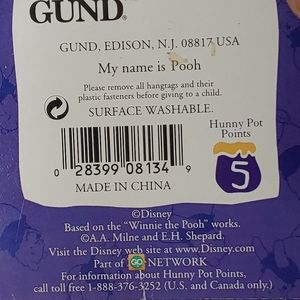 GUND®
GUND, EDISON, N.J. 08817 USA
My name is Pooh
Please remove all hangtags and their
plastic fasteners before giving to a child.
SURFACE WASHABLE.
Hunny Pot
Points
5
0 28399 08134 9
MADE IN CHINA
©Disney
Based on the "Winnie the Pooh" works.
©A.A. Milne and E.H. Shepard.
Visit the Disney web site at www.Disney.com
Part of GO NETWORK
For information about Hunny Pot Points,
call toll free 1-888-376-3252 (U.S. and Canada only.)